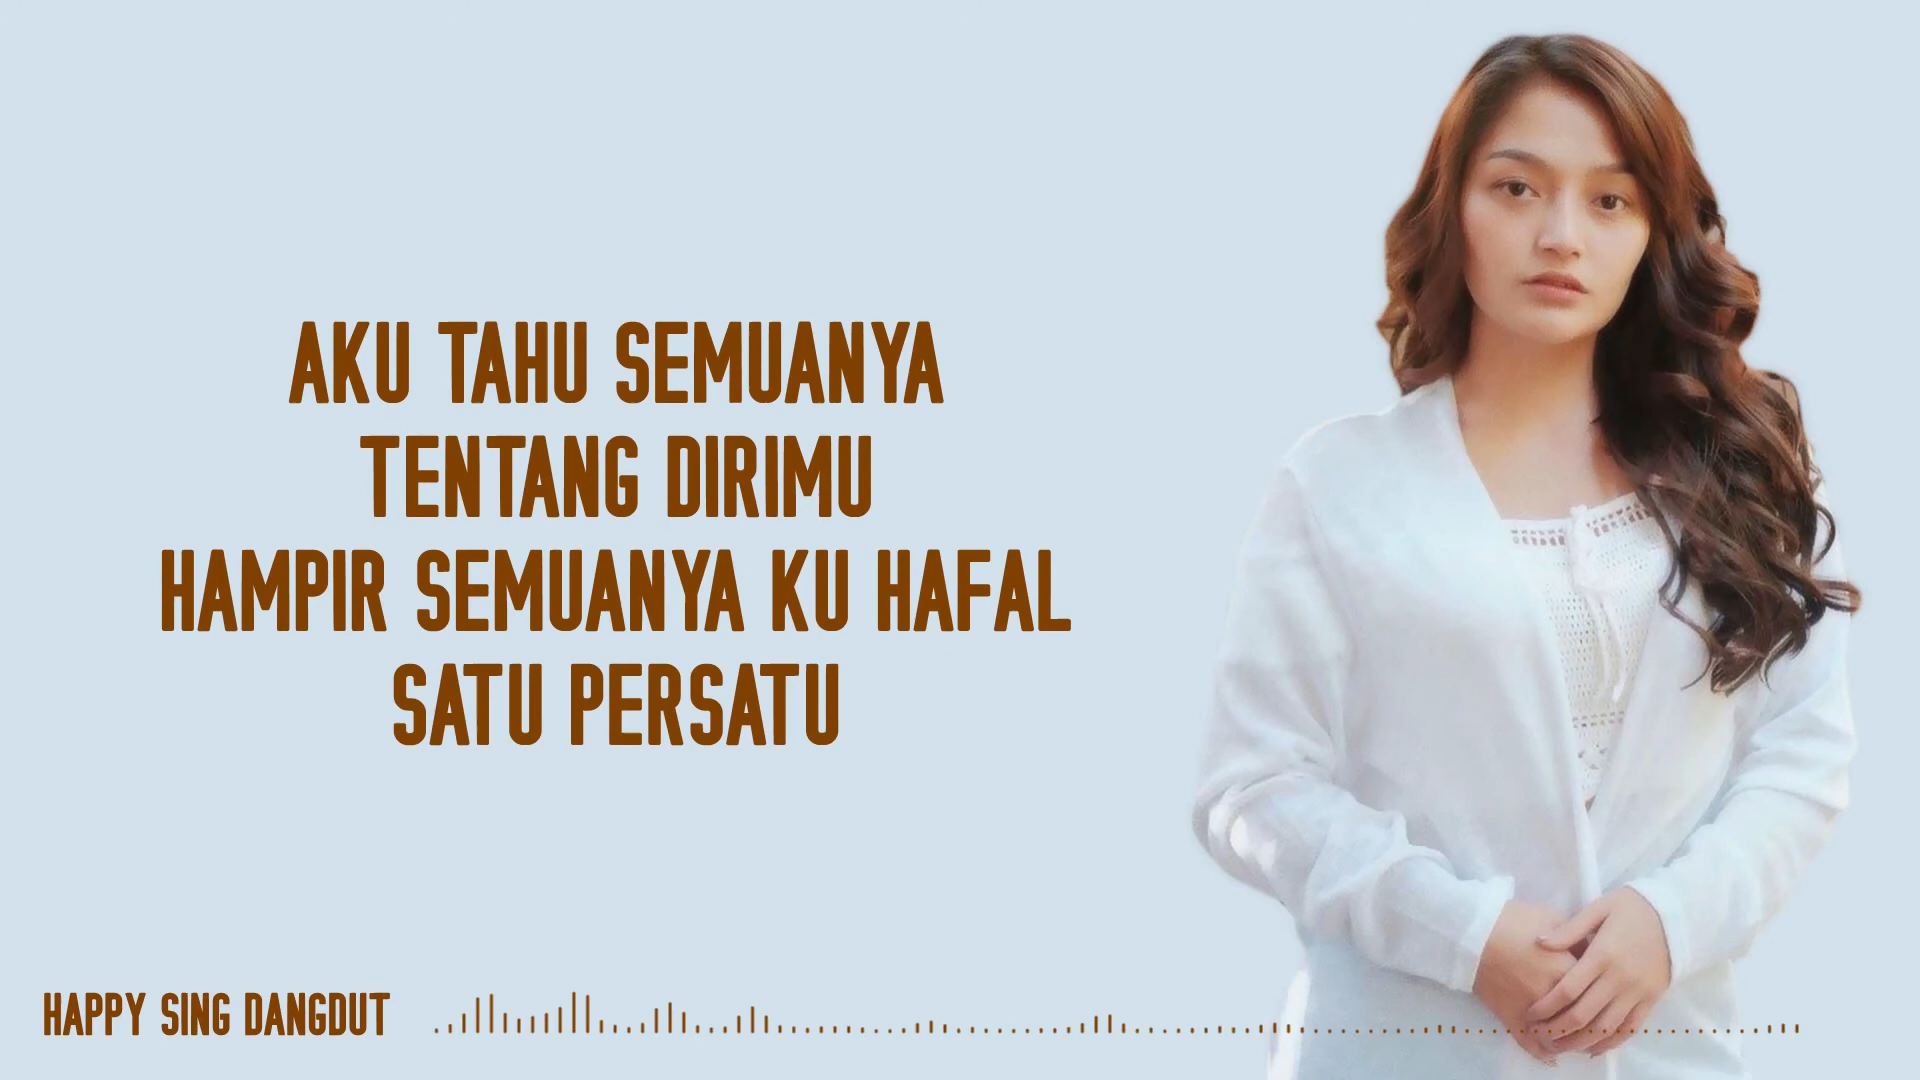 AKU TAHU SEMUANYA
TENTANG DIRIMU
HAMPIR SEMUANYA KU HAFAL
SATU PERSATU
HAPPY SING DANGDUT